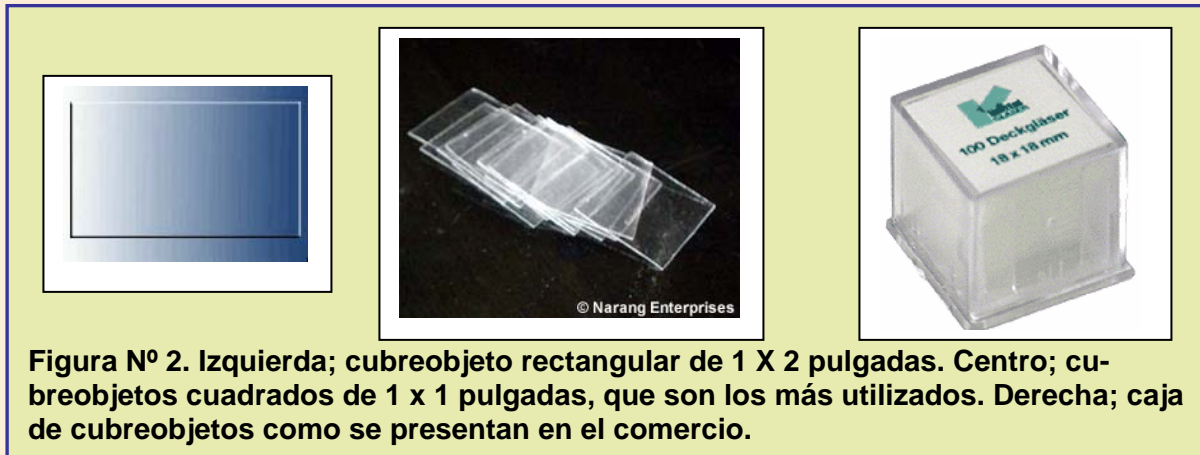 100 Deckgläser
18 x 18 mm
© Narang Enterprises
Figura Nº 2. Izquierda; cubreobjeto rectangular de 1 X 2 pulgadas. Centro; cu-
breobjetos cuadrados de 1 x 1 pulgadas, que son los más utilizados. Derecha; caja
de cubreobjetos como se presentan en el comercio.